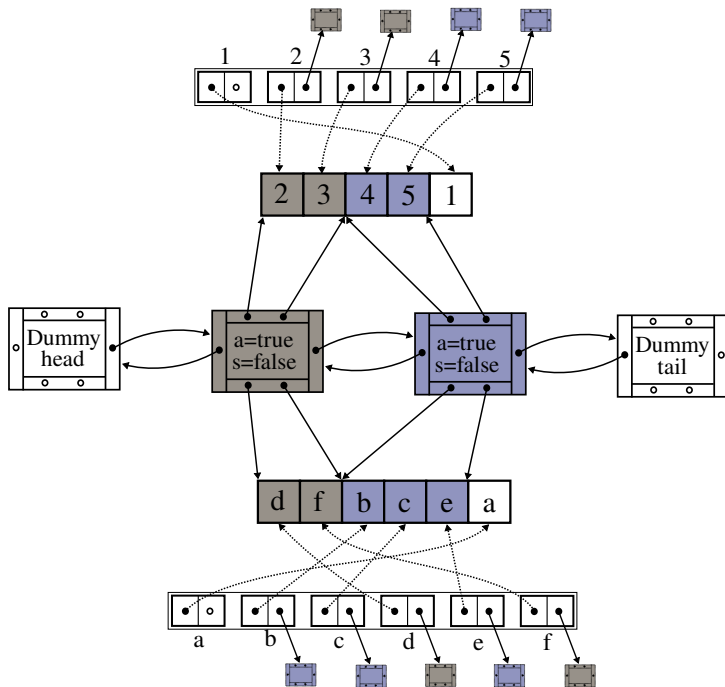 1 2 3 4 5
2 3 4 5 1
Dummy
head
a=true
s=false
a=true
s=false
Dummy
tail
d f b c e a
a b c d e f